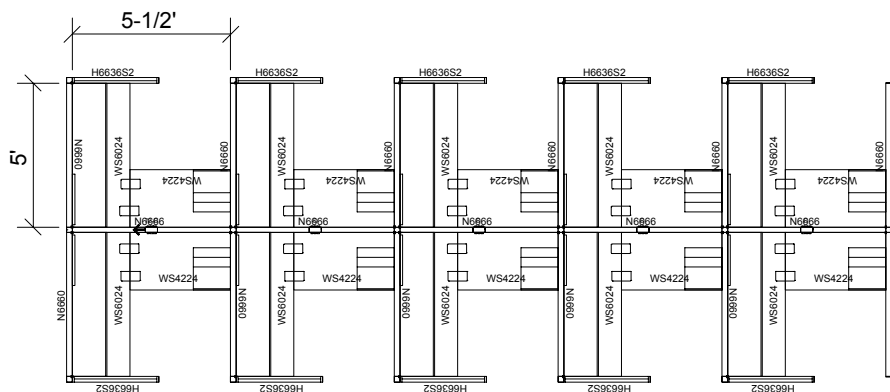 5-1/2'
H6636S2 H6636S2 H6636S2 H6636S2 H6636S2
5'
N6660 WS6024 N6660 WS6024 N6660 WS6024 N6660 WS6024 N6660 WS6024 N6660
WS4224 WS4224 WS4224 WS4224 WS4224
N6666 N6666 N6666 N6666 N6666
WS4224 WS4224 WS4224 WS4224 WS4224
N6660 WS6024 N6660 WS6024 N6660 WS6024 N6660 WS6024 N6660 WS6024
H6636S2 H6636S2 H6636S2 H6636S2 H6636S2